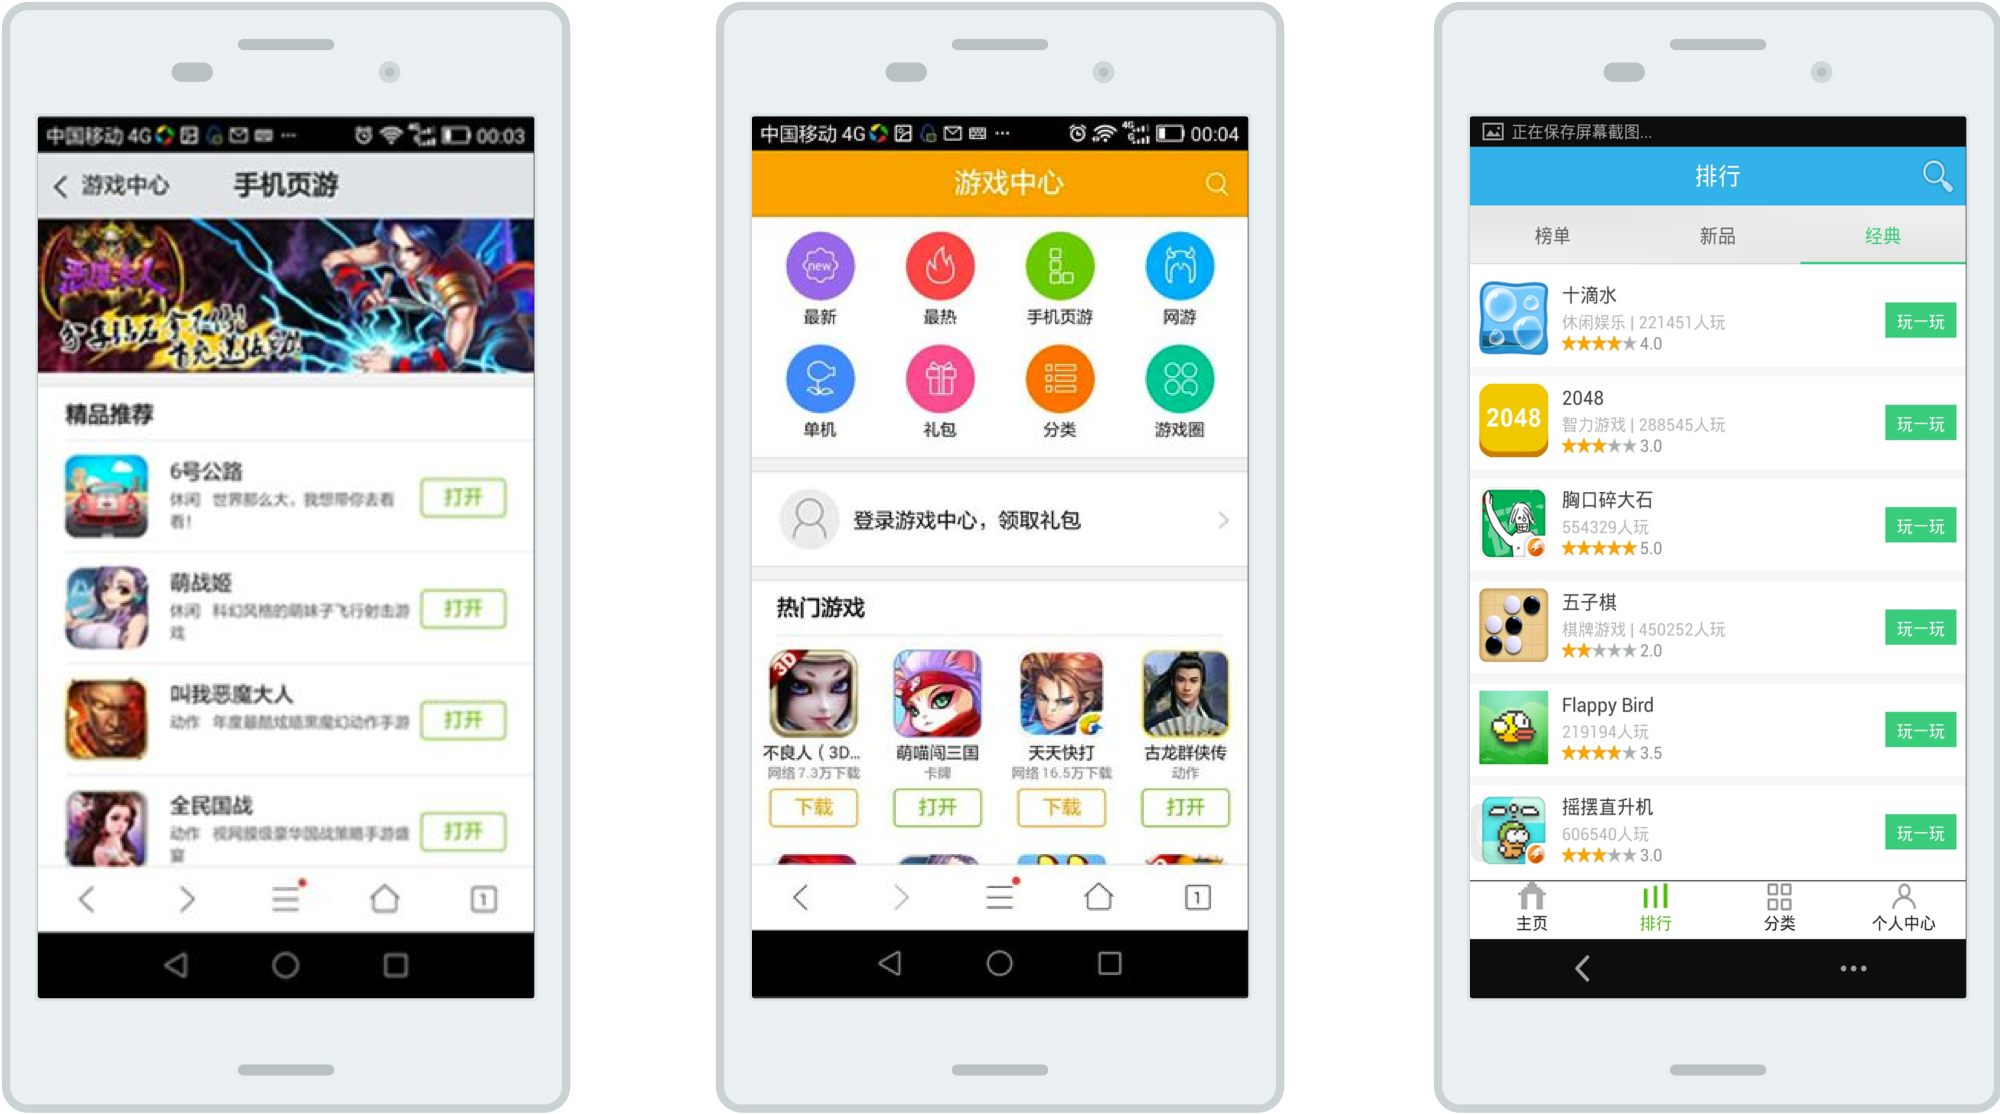 中国移动 4G 00:03
游戏中心 手机页游
恶魔大人
精品推荐
6号公路
休闲 世界那么大,我想带你去看
看!
打开
萌战姬
休闲 科幻风格的萌妹子飞行射击游
戏
打开
叫我恶魔大人
动作 年度最酷炫暗黑魔幻动作手游
打开
全民国战
动作 视网膜级豪华国战策略手游盛
宴
打开
1
中国移动 4G 4G 00:04
游戏中心
new
最新 最热 手机页游 网游
单机 礼包 分类 游戏圈
登录游戏中心，领取礼包
热门游戏
3D
不良人（3D... 萌喵闯三国 天天快打 古龙群侠传
网络 7.3万下载 卡牌 网络 16.5万下载 动作
下载 打开 下载 打开
1
正在保存屏幕截图...
排行
榜单 新品 经典
十滴水
休闲娱乐 | 221451人玩
4.0
玩一玩
2048
2048
智力游戏 | 288545人玩
3.0
玩一玩
胸口碎大石
554329人玩
5.0
玩一玩
五子棋
棋牌游戏 | 450252人玩
2.0
玩一玩
Flappy Bird
219194人玩
3.5
玩一玩
摇摆直升机
606540人玩
3.0
玩一玩
主页 排行 分类 个人中心